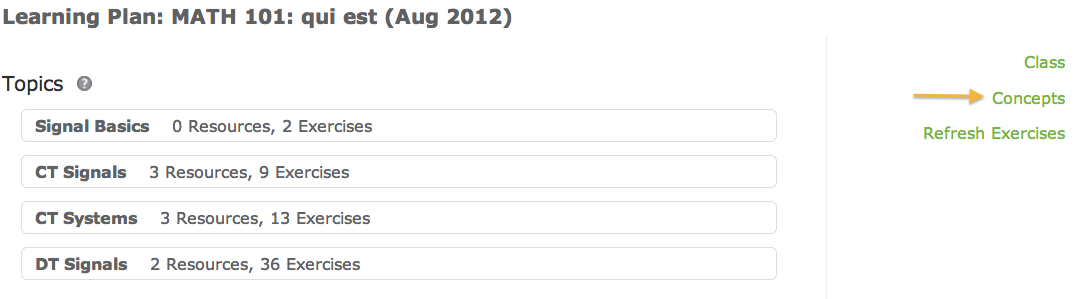 Learning Plan: MATH 101: qui est (Aug 2012)
Topics ?
Signal Basics 0 Resources, 2 Exercises
CT Signals 3 Resources, 9 Exercises
CT Systems 3 Resources, 13 Exercises
DT Signals 2 Resources, 36 Exercises
Class
Concepts
Refresh Exercises